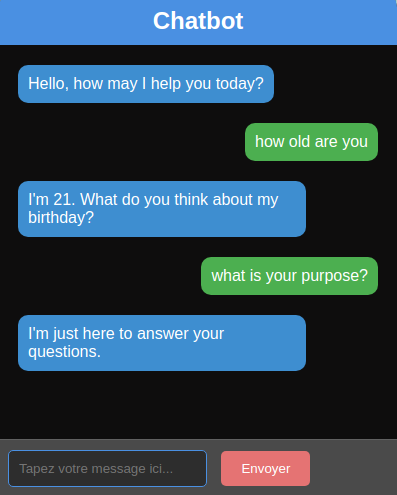 Chatbot
Hello, how may I help you today?
how old are you
I'm 21. What do you think about my
birthday?
what is your purpose?
I'm just here to answer your
questions.
Tapez votre message ici...
Envoyer